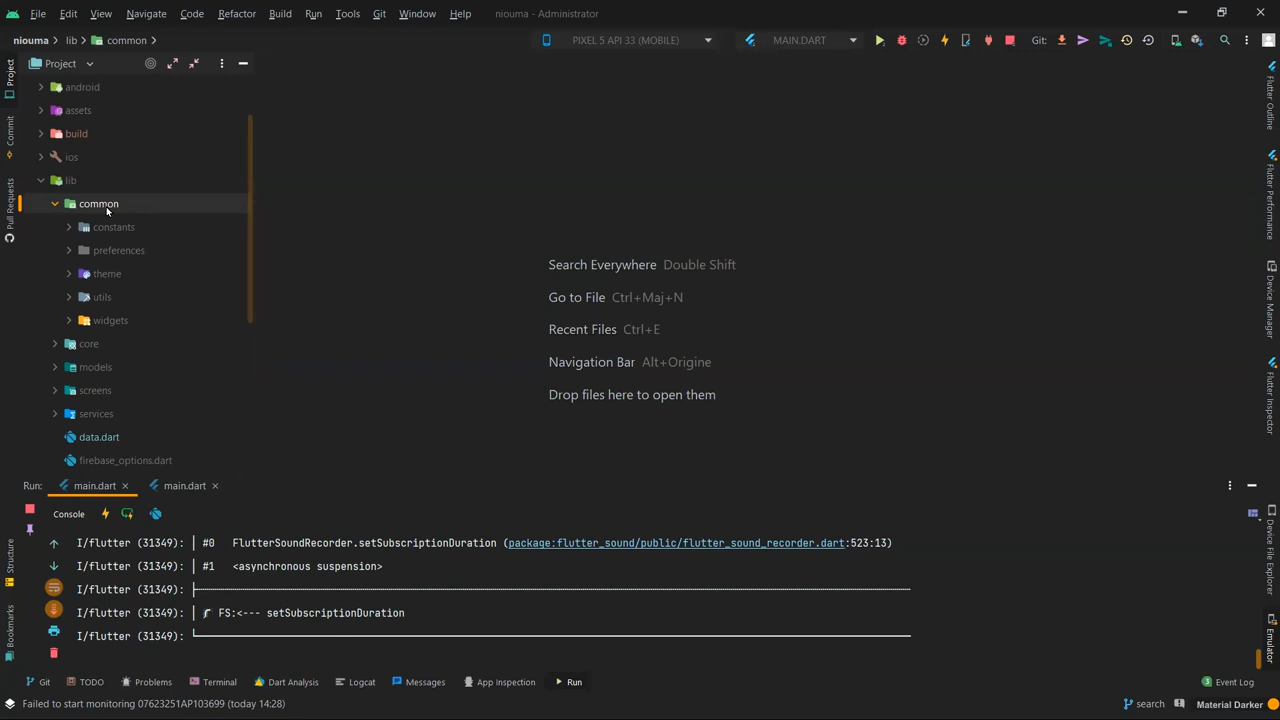 File Edit View Navigate Code Refactor Build Run Tools Git Window Help niouma - Administrator
niouma lib common PIXEL 5 API 33 (MOBILE) MAIN.DART Git:
Project
android
assets
build
ios
lib
common
constants
preferences
theme
utils
widgets
core
models
screens
services
data.dart
firebase_options.dart
Project
Commit
Pull Requests
Structure
Bookmarks
Search Everywhere Double Shift
Go to File Ctrl+Maj+N
Recent Files Ctrl+E
Navigation Bar Alt+Origine
Drop files here to open them
Flutter Outline
Flutter Performance
Device Manager
Flutter Inspector
Device File Explorer
Emulator
Run: main.dart main.dart
Console
I/flutter (31349): │ #0 FlutterSoundRecorder.setSubscriptionDuration (package:flutter_sound/public/flutter_sound_recorder.dart:523:13)
I/flutter (31349): │ #1 <asynchronous suspension>
I/flutter (31349): ├┄┄┄┄┄┄┄┄┄┄┄┄┄┄┄┄┄┄┄┄
I/flutter (31349): │ FS:<--- setSubscriptionDuration
I/flutter (31349): └────────────────────
Git TODO Problems Terminal Dart Analysis Logcat Messages App Inspection Run 3 Event Log
Failed to start monitoring 07623251AP103699 (today 14:28) search Material Darker